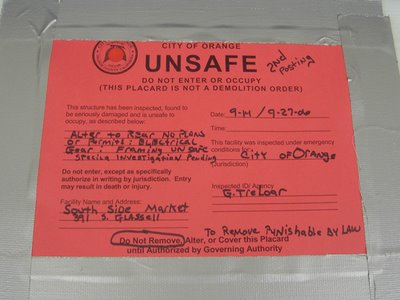 CITY OF ORANGE
UNSAFE
2nd Posting
DO NOT ENTER OR OCCUPY
(THIS PLACARD IS NOT A DEMOLITION ORDER)
This structure has been inspected, found to
be seriously damaged and is unsafe to
occupy, as described below:
Alter to Rear No Plans
or Permits: Electrical
Gear: Framing Unsafe
Special Investigation Pending
Do not enter, except as specifically
authorize in writing by jurisdiction. Entry
may result in death or injury.
Facility Name and Address:
South Side Market
891 S. Glassell
Date: 9-14/9-27-06
Time:
This facility was inspected under emergency
conditions for:
City of Orange
(Jurisdiction)
Inspected ID/ Agency
G. Treloar
To Remove Punishable By LAW
Do Not Remove, Alter, or Cover this Placard
until Authorized by Governing Authority